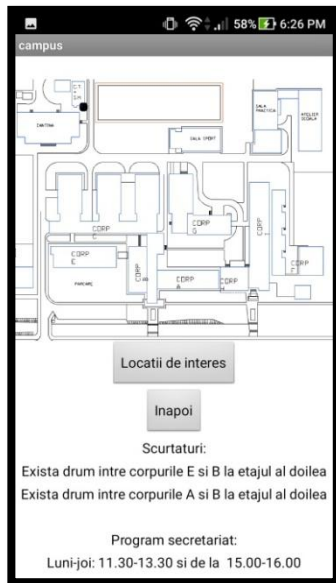 58% 6:26 PM
campus
C.T.
CANTINA
SALA SPORT
SALA
PRACTICA
ATELIER
SCOALA
CORP
CORP
G
CORP
CORP
E
CORP
CORP
A
CORP
CORP
PARCARE
Locatii de interes
Inapoi
Scurtaturi:
Exista drum intre corpurile E si B la etajul al doilea
Exista drum intre corpurile A si B la etajul al doilea
Program secretariat:
Luni-joi: 11.30-13.30 si de la 15.00-16.00